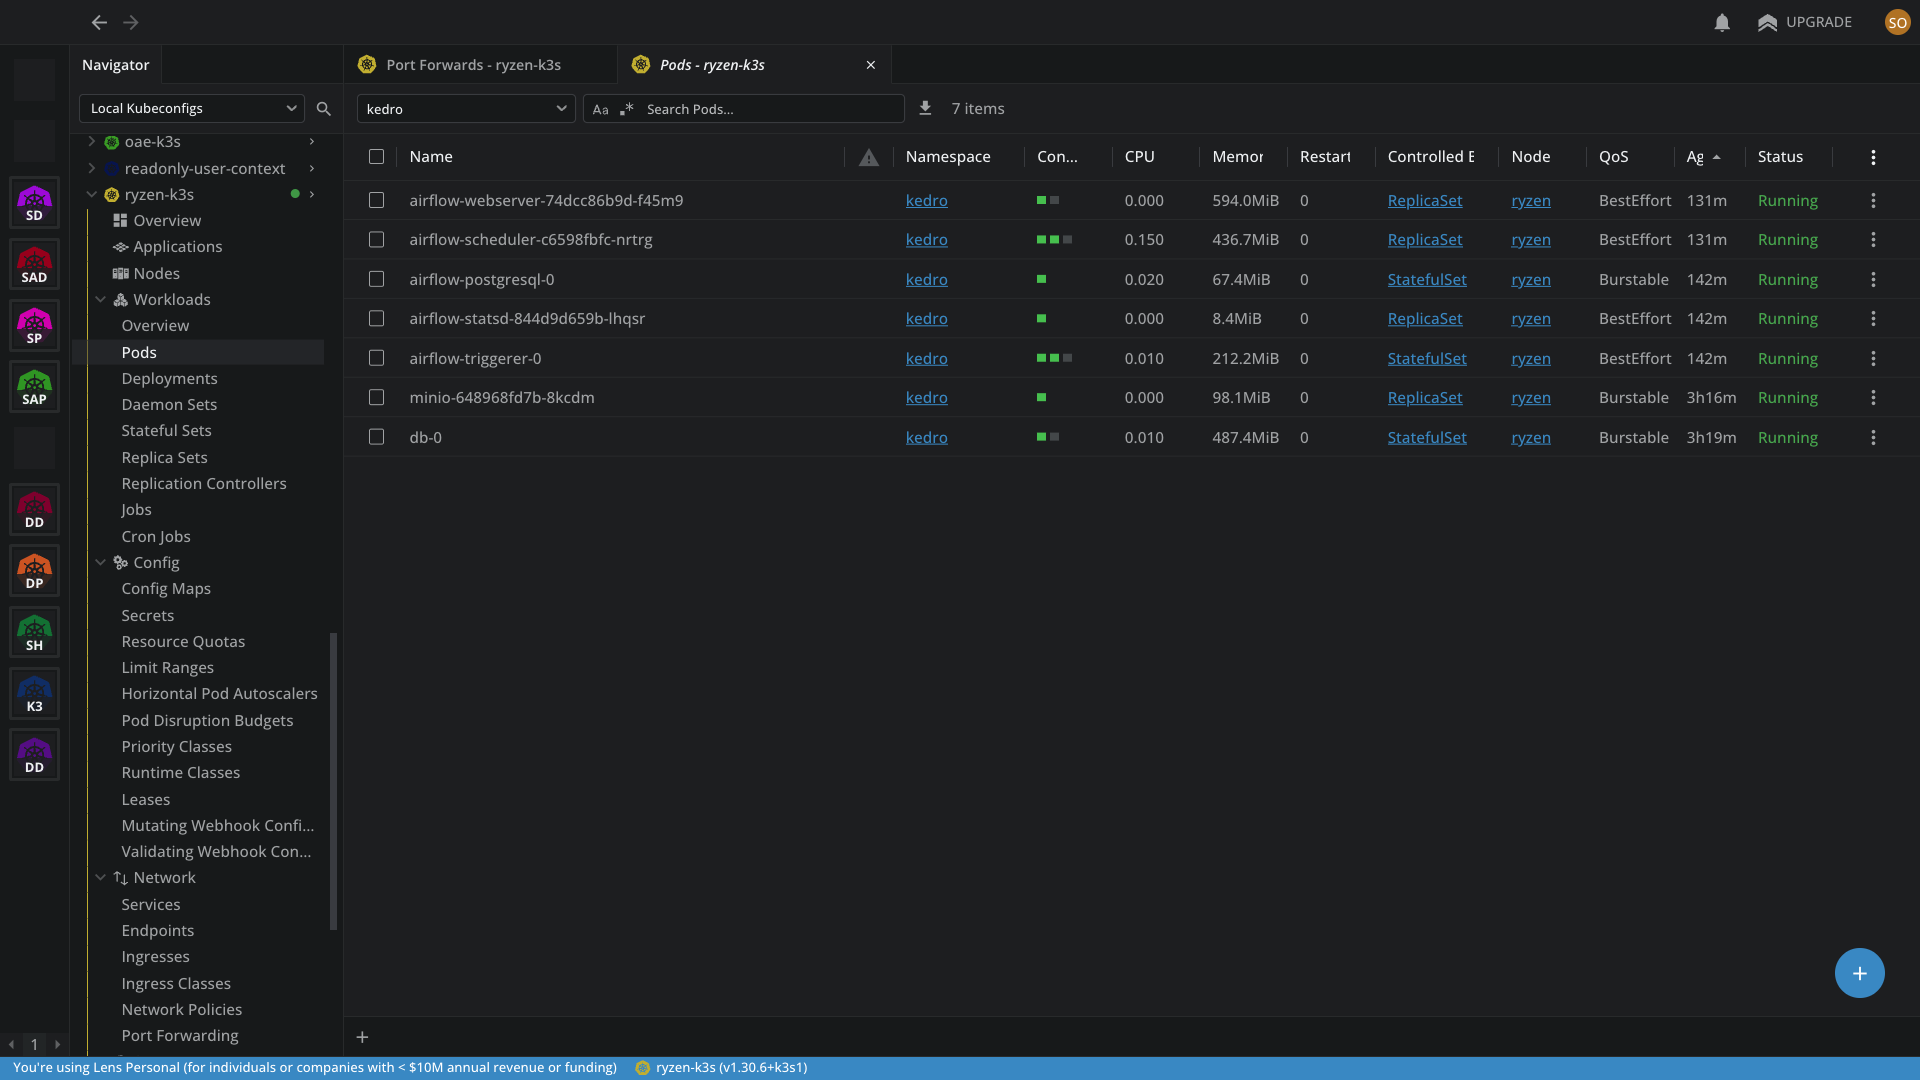 UPGRADE
SO
Navigator
Port Forwards - ryzen-k3s
Pods - ryzen-k3s
Local Kubeconfigs
kedro
Aa
.*
Search Pods...
7 items
SD
SAD
SP
SAP
DD
DP
SH
K3
DD
1
oae-k3s
readonly-user-context
ryzen-k3s
Overview
Applications
Nodes
Workloads
Overview
Pods
Deployments
Daemon Sets
Stateful Sets
Replica Sets
Replication Controllers
Jobs
Cron Jobs
Config
Config Maps
Secrets
Resource Quotas
Limit Ranges
Horizontal Pod Autoscalers
Pod Disruption Budgets
Priority Classes
Runtime Classes
Leases
Mutating Webhook Confi...
Validating Webhook Con...
Network
Services
Endpoints
Ingresses
Ingress Classes
Network Policies
Port Forwarding
Name Namespace Con... CPU Memor Restart Controlled B Node QoS Ag Status
airflow-webserver-74dcc86b9d-f45m9 kedro 0.000 594.0MiB 0 ReplicaSet ryzen BestEffort 131m Running
airflow-scheduler-c6598fbfc-nrtrg kedro 0.150 436.7MiB 0 ReplicaSet ryzen BestEffort 131m Running
airflow-postgresql-0 kedro 0.020 67.4MiB 0 StatefulSet ryzen Burstable 142m Running
airflow-statsd-844d9d659b-lhqsr kedro 0.000 8.4MiB 0 ReplicaSet ryzen BestEffort 142m Running
airflow-triggerer-0 kedro 0.010 212.2MiB 0 StatefulSet ryzen BestEffort 142m Running
minio-648968fd7b-8kcdm kedro 0.000 98.1MiB 0 ReplicaSet ryzen Burstable 3h16m Running
db-0 kedro 0.010 487.4MiB 0 StatefulSet ryzen Burstable 3h19m Running
You're using Lens Personal (for individuals or companies with < $10M annual revenue or funding)
ryzen-k3s (v1.30.6+k3s1)